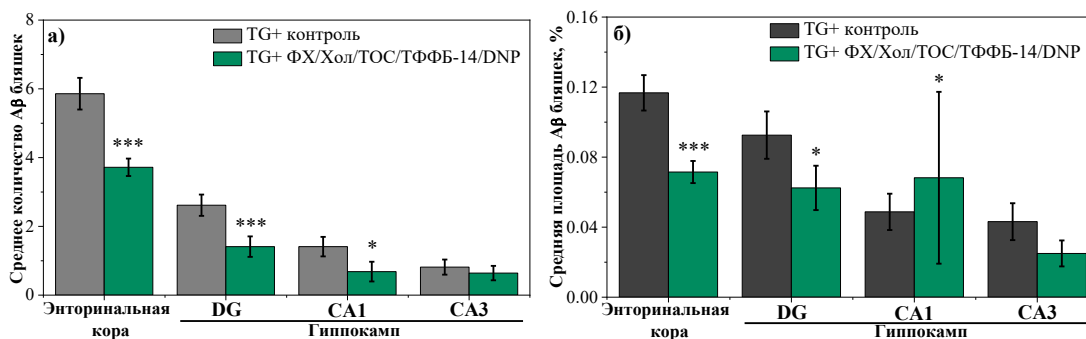 а)
TG+ контроль
TG+ ФХ/Хол/ТОС/ТФФБ-14/DNP
Среднее количество Aβ бляшек
8
6
4
2
0
***
***
*
Энторинальная
кора
DG
CA1
CA3
Гиппокамп
б)
TG+ контроль
TG+ ФХ/Хол/ТОС/ТФФБ-14/DNP
Средняя площадь Aβ бляшек, %
0.16
0.12
0.08
0.04
0.00
***
*
*
Энторинальная
кора
DG
CA1
CA3
Гиппокамп